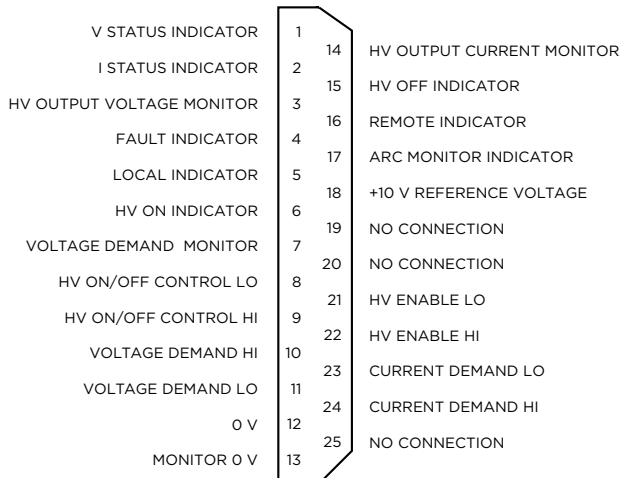 V STATUS INDICATOR 1
14 HV OUTPUT CURRENT MONITOR
I STATUS INDICATOR 2
15 HV OFF INDICATOR
HV OUTPUT VOLTAGE MONITOR 3
16 REMOTE INDICATOR
FAULT INDICATOR 4
17 ARC MONITOR INDICATOR
LOCAL INDICATOR 5
18 +10 V REFERENCE VOLTAGE
HV ON INDICATOR 6
19 NO CONNECTION
VOLTAGE DEMAND MONITOR 7
20 NO CONNECTION
HV ON/OFF CONTROL LO 8
21 HV ENABLE LO
HV ON/OFF CONTROL HI 9
22 HV ENABLE HI
VOLTAGE DEMAND HI 10
23 CURRENT DEMAND LO
VOLTAGE DEMAND LO 11
24 CURRENT DEMAND HI
0 V 12
25 NO CONNECTION
MONITOR 0 V 13